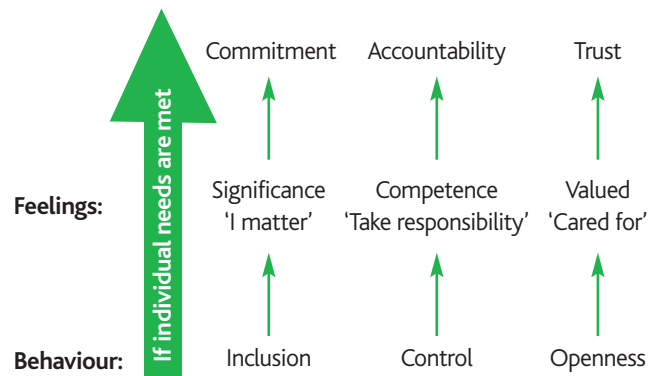 Commitment Accountability Trust
If individual needs are met
Feelings: Significance Competence Valued
‘I matter’ ‘Take responsibility’ ‘Cared for’
Behaviour: Inclusion Control Openness